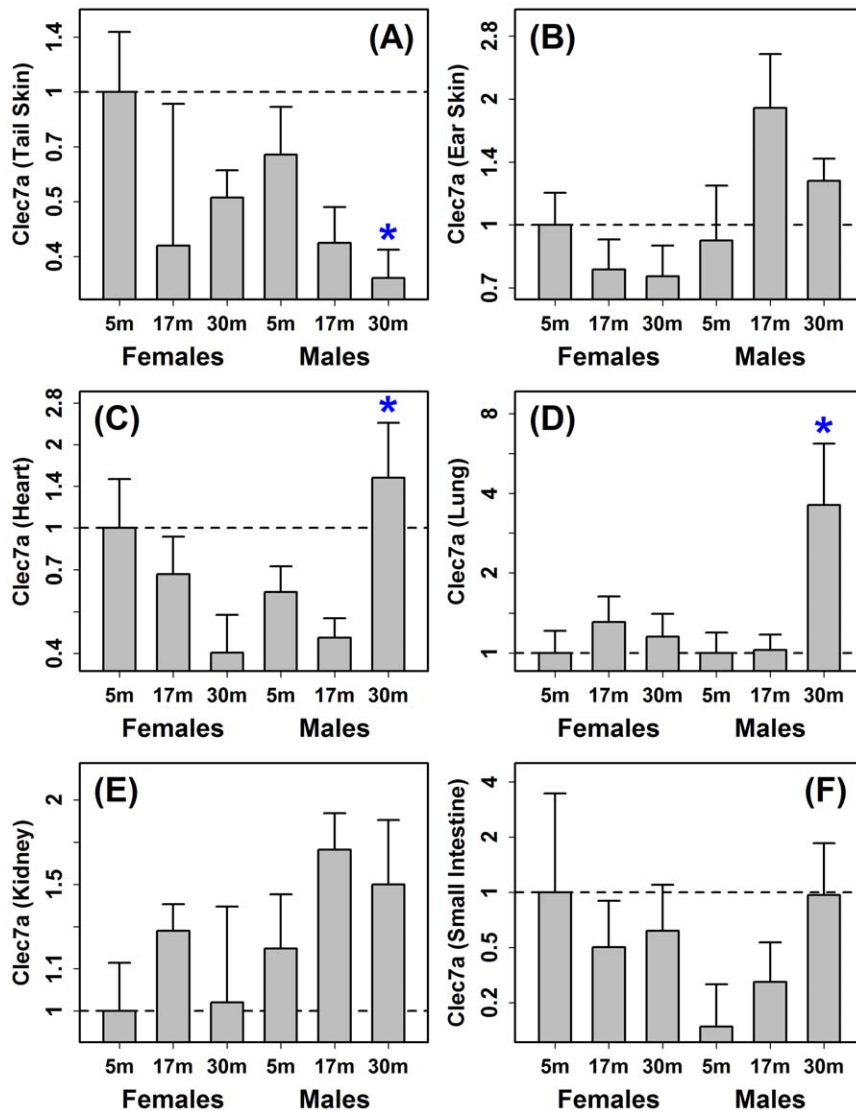 (A)
Clec7a (Tail Skin)
1.4
1
0.7
0.5
0.4
*
5m 17m 30m 5m 17m 30m
Females Males
(B)
Clec7a (Ear Skin)
2.8
2
1.4
1
0.7
5m 17m 30m 5m 17m 30m
Females Males
(C)
Clec7a (Heart)
2.8
2
1.4
1
0.7
0.4
*
5m 17m 30m 5m 17m 30m
Females Males
(D)
Clec7a (Lung)
8
4
2
1
*
5m 17m 30m 5m 17m 30m
Females Males
(E)
Clec7a (Kidney)
2
1.5
1.1
1
5m 17m 30m 5m 17m 30m
Females Males
(F)
Clec7a (Small Intestine)
4
2
1
0.5
0.2
5m 17m 30m 5m 17m 30m
Females Males